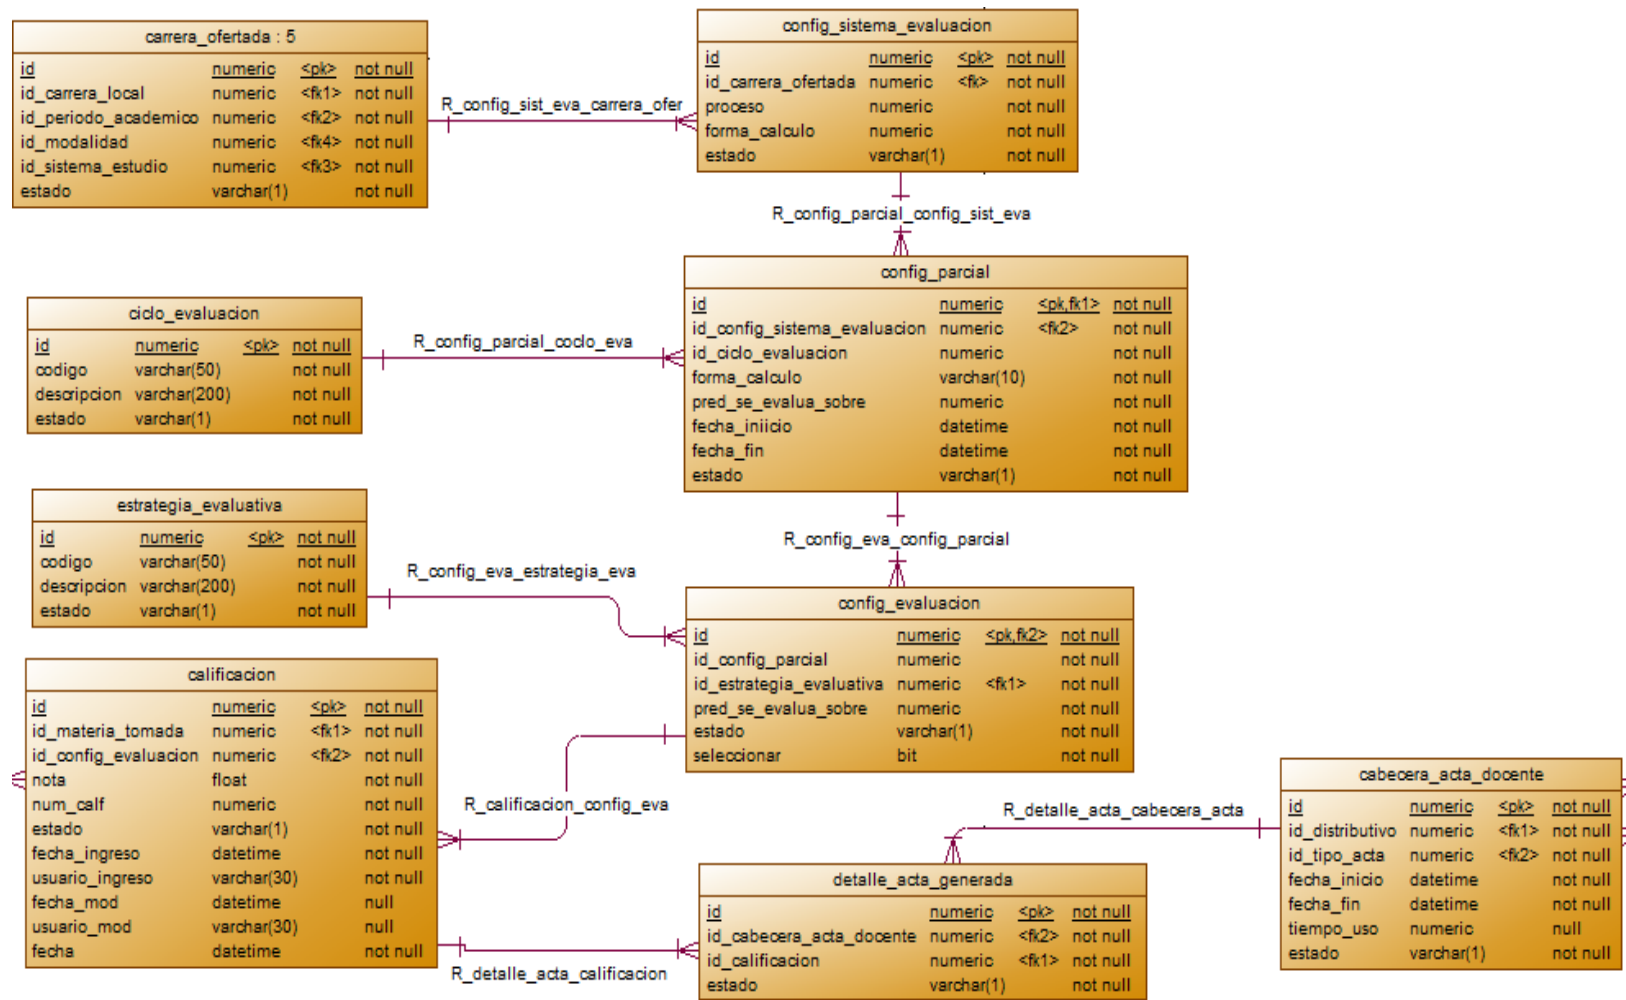 carrera_ofertada : 5
id numeric <pk> not null
id_carrera_local numeric <fk1> not null
id_periodo_academico numeric <fk2> not null
id_modalidad numeric <fk4> not null
id_sistema_estudio numeric <fk3> not null
estado varchar(1) not null
R_config_sist_eva_carrera_ofer
config_sistema_evaluacion
id numeric <pk> not null
id_carrera_ofertada numeric <fk> not null
proceso numeric not null
forma_calculo numeric not null
estado varchar(1) not null
R_config_parcial_config_sist_eva
ciclo_evaluacion
id numeric <pk> not null
codigo varchar(50) not null
descripcion varchar(200) not null
estado varchar(1) not null
R_config_parcial_coclo_eva
config_parcial
id numeric <pk,fk1> not null
id_config_sistema_evaluacion numeric <fk2> not null
id_ciclo_evaluacion numeric not null
forma_calculo varchar(10) not null
pred_se_evalua_sobre numeric not null
fecha_iniicio datetime not null
fecha_fin datetime not null
estado varchar(1) not null
R_config_eva_config_parcial
estrategia_evaluativa
id numeric <pk> not null
codigo varchar(50) not null
descripcion varchar(200) not null
estado varchar(1) not null
R_config_eva_estrategia_eva
config_evaluacion
id numeric <pk,fk2> not null
id_config_parcial numeric not null
id_estrategia_evaluativa numeric <fk1> not null
pred_se_evalua_sobre numeric not null
estado varchar(1) not null
seleccionar bit not null
calificacion
id numeric <pk> not null
id_materia_tomada numeric <fk1> not null
id_config_evaluacion numeric <fk2> not null
nota float not null
num_calf numeric not null
estado varchar(1) not null
fecha_ingreso datetime not null
usuario_ingreso varchar(30) not null
fecha_mod datetime null
usuario_mod varchar(30) null
fecha datetime not null
R_calificacion_config_eva
R_detalle_acta_calificacion
R_detalle_acta_cabecera_acta
detalle_acta_generada
id numeric <pk> not null
id_cabecera_acta_docente numeric <fk2> not null
id_calificacion numeric <fk1> not null
estado varchar(1) not null
cabecera_acta_docente
id numeric <pk> not null
id_distributivo numeric <fk1> not null
id_tipo_acta numeric <fk2> not null
fecha_inicio datetime not null
fecha_fin datetime not null
tiempo_uso numeric null
estado varchar(1) not null